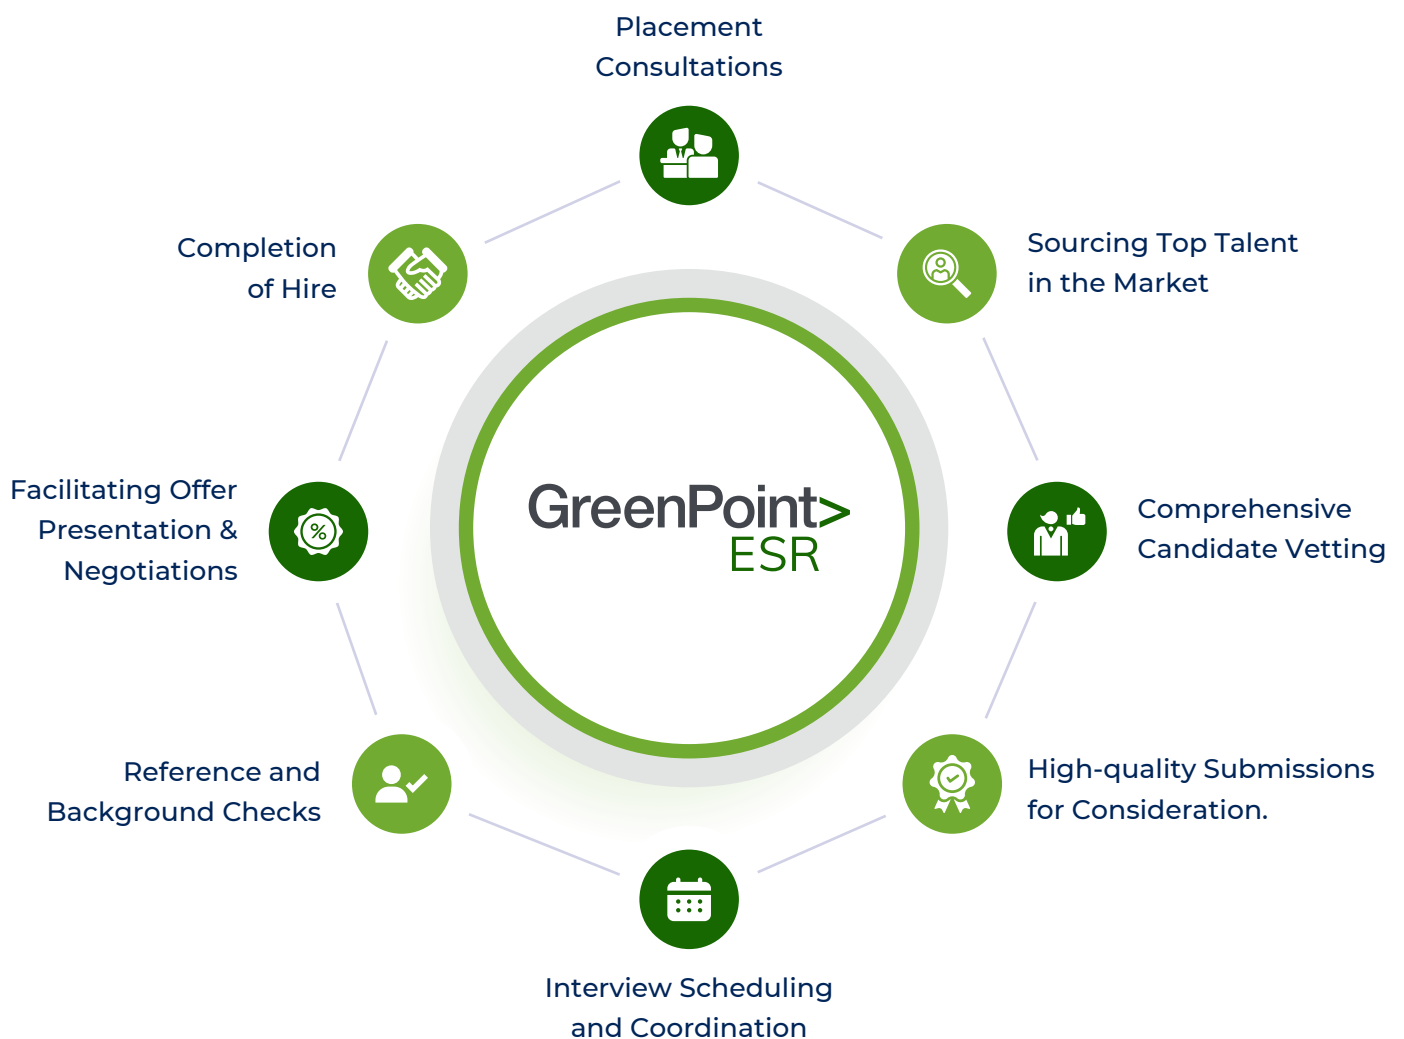 Placement
Consultations
Sourcing Top Talent
in the Market
Comprehensive
Candidate Vetting
High-quality Submissions
for Consideration.
Interview Scheduling
and Coordination
Reference and
Background Checks
Facilitating Offer
Presentation &
Negotiations
Completion
of Hire
GreenPoint>
ESR
%